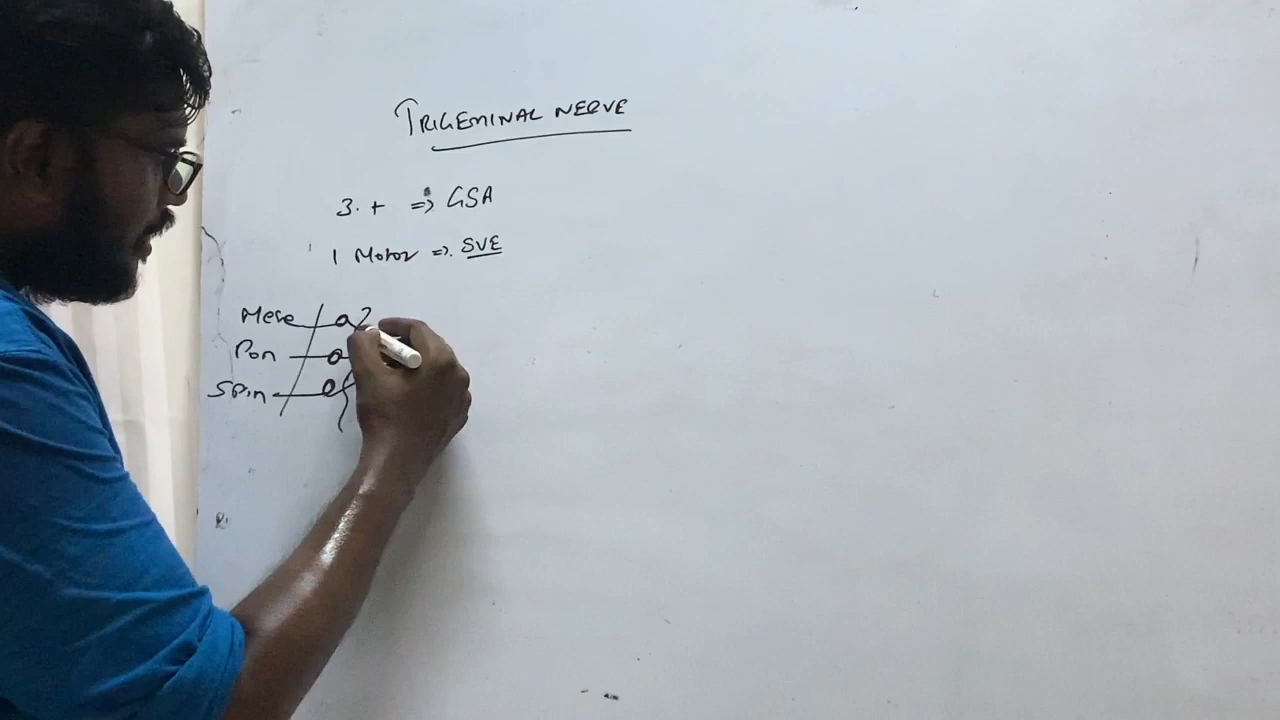 TRIGEMINAL NERVE
3. + => GSA
1 Motor => SVE
Mese
Pon
Spin